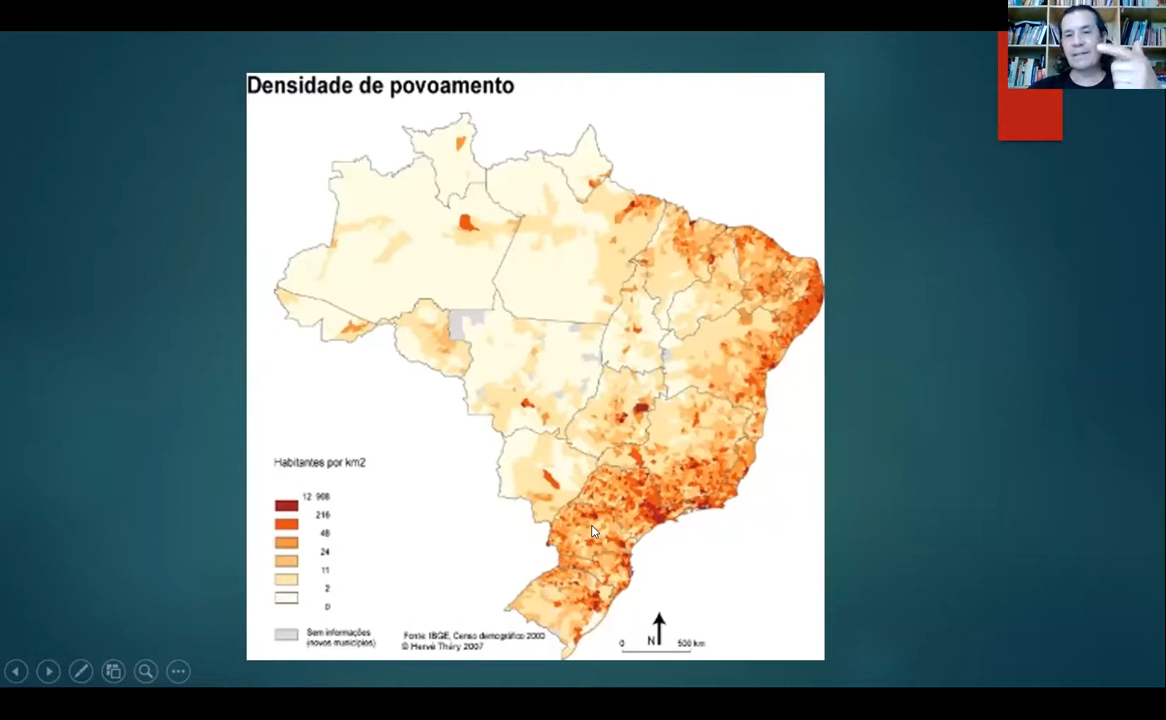 Densidade de povoamento
Habitantes por km2
12 908
216
48
24
11
2
0
Sem informações
(novos municípios)
Fonte: IBGE, Censo demográfico 2000
© Hervé Théry 2007
N
0 500 km